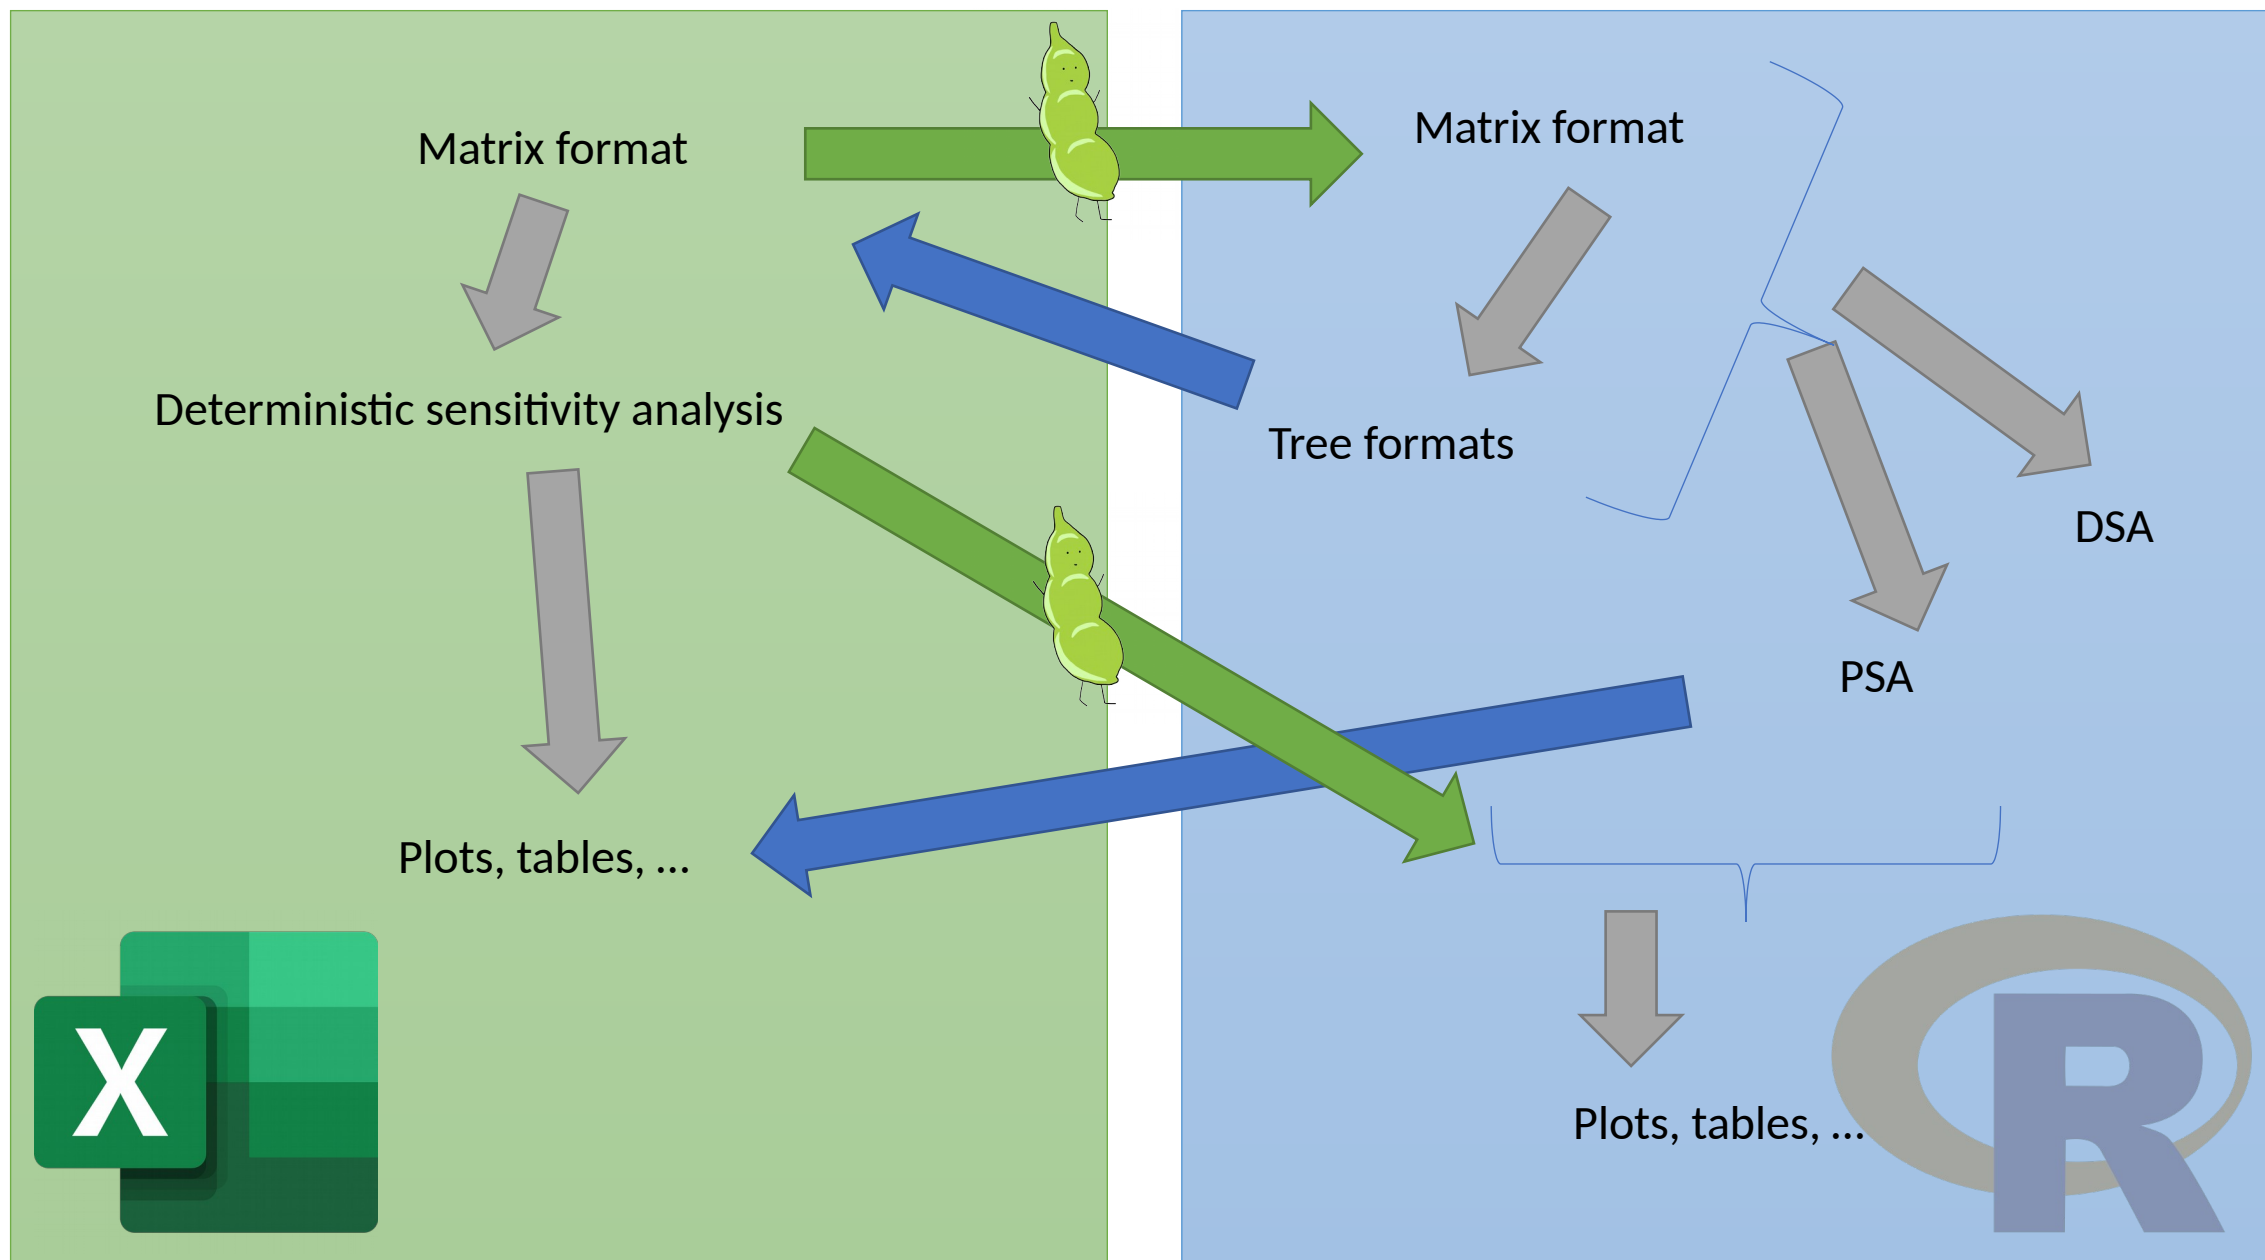 Matrix format
Deterministic sensitivity analysis
Plots, tables, ...
X
Matrix format
Tree formats
DSA
PSA
Plots, tables, ...
R